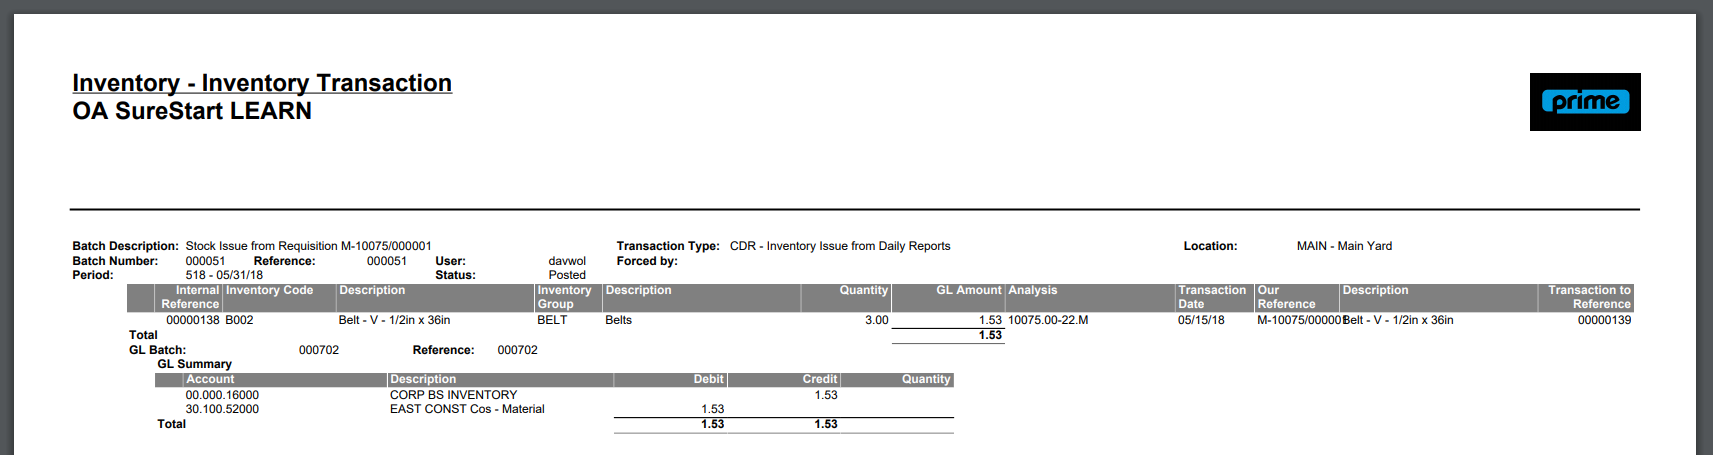 Inventory - Inventory Transaction
OA SureStart LEARN
prime
Batch Description: Stock Issue from Requisition M-10075/000001 Transaction Type: CDR - Inventory Issue from Daily Reports Location: MAIN - Main Yard
Batch Number: 000051 Reference: 000051 User: davwol Forced by:
Period: 518 - 05/31/18 Status: Posted
Internal Reference Inventory Code Description Inventory Group Description Quantity GL Amount Analysis Transaction Date Our Reference Description Transaction to Reference
00000138 B002 Belt - V - 1/2in x 36in BELT Belts 3.00 1.53 10075.00-22.M 05/15/18 M-10075/000001 Belt - V - 1/2in x 36in 00000139
Total 1.53
GL Batch: 000702 Reference: 000702
GL Summary
Account Description Debit Credit Quantity
00.000.16000 CORP BS INVENTORY 1.53
30.100.52000 EAST CONST Cos - Material 1.53
Total 1.53 1.53